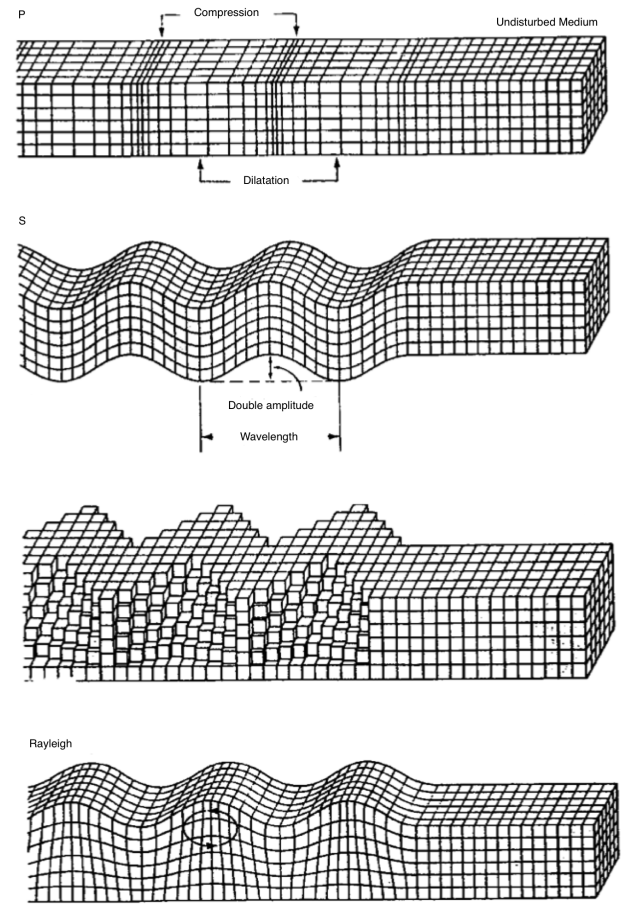 P
Compression
Undisturbed Medium
Dilatation
S
Double amplitude
Wavelength
Rayleigh